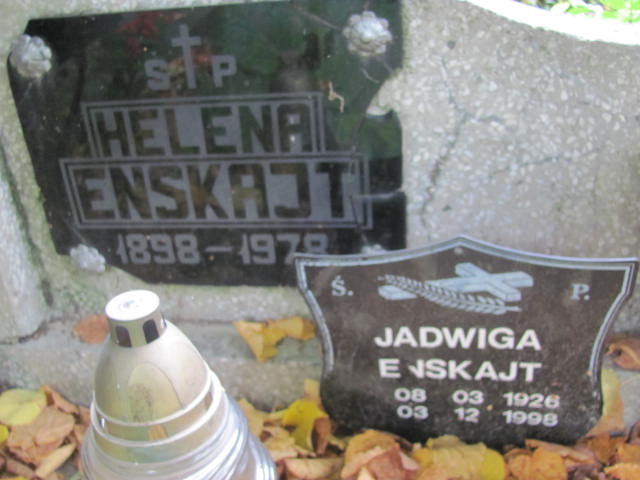 S P
HELENA
ENSKAJT
1898-1978
Ś. P.
JADWIGA
ENSKAJT
08 03 1926
03 12 1998